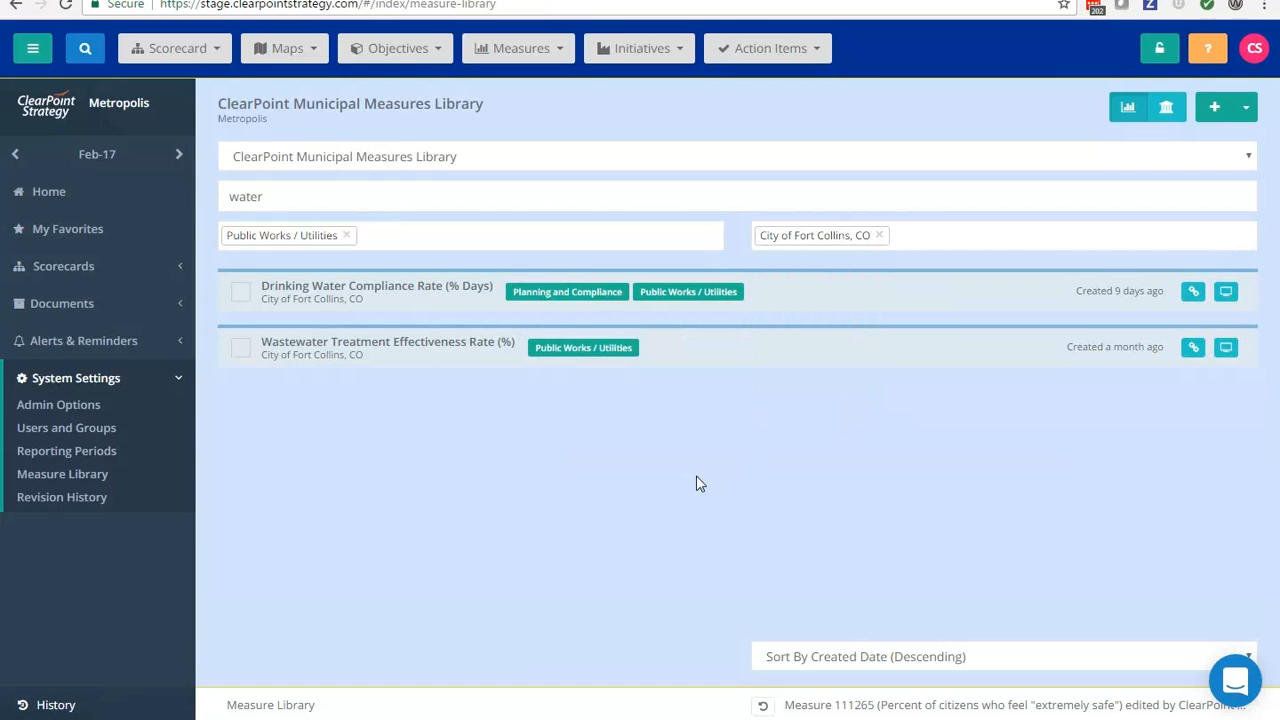 Secure https://stage.clearpointstrategy.com/#/index/measure-library
202
Scorecard
Maps
Objectives
Measures
Initiatives
Action Items
?
CS
ClearPoint
Strategy
Metropolis
Feb-17
Home
My Favorites
Scorecards
Documents
Alerts & Reminders
System Settings
Admin Options
Users and Groups
Reporting Periods
Measure Library
Revision History
History
ClearPoint Municipal Measures Library
Metropolis
ClearPoint Municipal Measures Library
water
Public Works / Utilities ×
City of Fort Collins, CO ×
Drinking Water Compliance Rate (% Days)
City of Fort Collins, CO
Planning and Compliance
Public Works / Utilities
Created 9 days ago
Wastewater Treatment Effectiveness Rate (%)
City of Fort Collins, CO
Public Works / Utilities
Created a month ago
Sort By Created Date (Descending)
Measure Library
Measure 111265 (Percent of citizens who feel "extremely safe") edited by ClearPoint